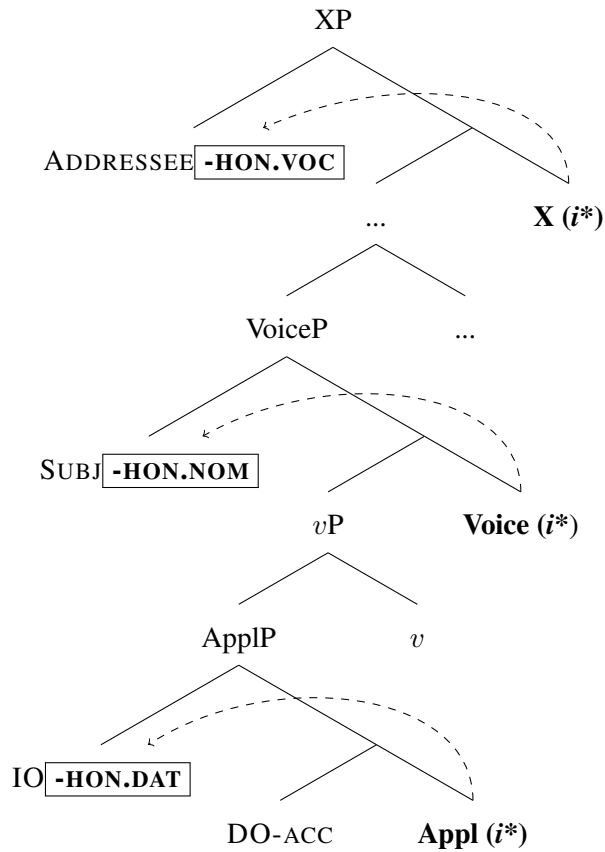 XP
ADDRESSEE -HON.VOC
... X (i*)
VoiceP ...
SUBJ -HON.NOM
vP Voice (i*)
ApplP v
IO -HON.DAT
DO-ACC Appl (i*)